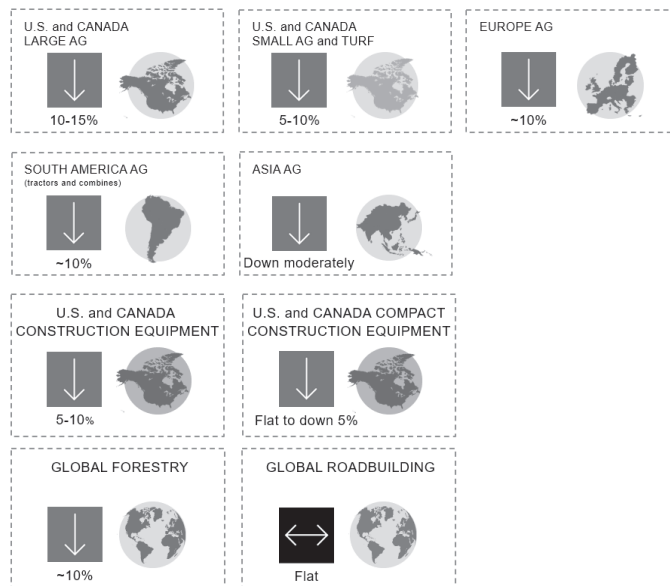 U.S. and CANADA
LARGE AG
10-15%
U.S. and CANADA
SMALL AG and TURF
5-10%
EUROPE AG
~10%
SOUTH AMERICA AG
(tractors and combines)
~10%
ASIA AG
Down moderately
U.S. and CANADA
CONSTRUCTION EQUIPMENT
5-10%
U.S. and CANADA COMPACT
CONSTRUCTION EQUIPMENT
Flat to down 5%
GLOBAL FORESTRY
~10%
GLOBAL ROADBUILDING
Flat